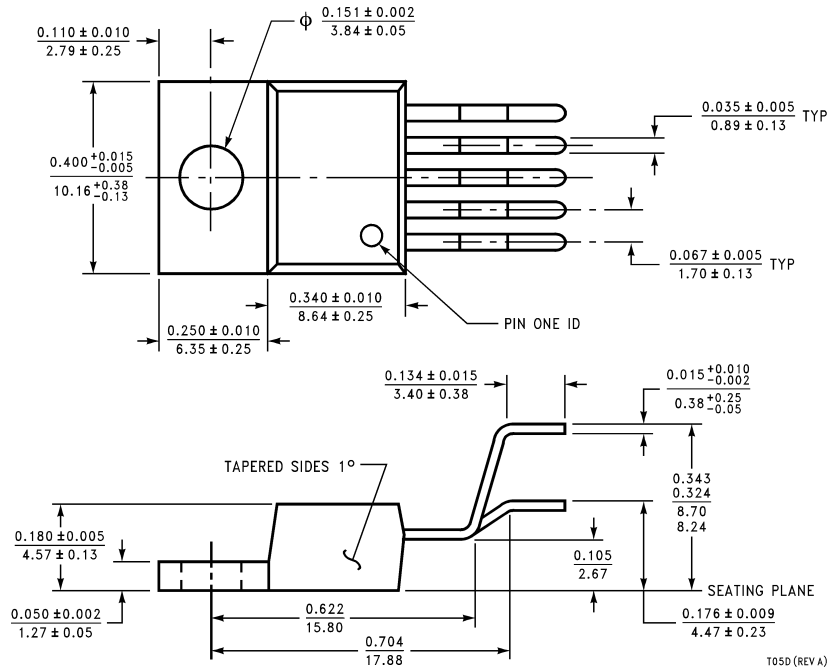 ϕ 0.151 ± 0.002
3.84 ± 0.05
0.110 ± 0.010
2.79 ± 0.25
0.035 ± 0.005 TYP
0.89 ± 0.13
0.400 +0.015 -0.005
10.16 +0.38 -0.13
0.067 ± 0.005 TYP
1.70 ± 0.13
0.340 ± 0.010
8.64 ± 0.25
PIN ONE ID
0.250 ± 0.010
6.35 ± 0.25
0.134 ± 0.015
3.40 ± 0.38
0.015 +0.010 -0.002
0.38 +0.25 -0.05
TAPERED SIDES 1°
0.343
0.324
8.70
8.24
0.180 ± 0.005
4.57 ± 0.13
0.105
2.67
SEATING PLANE
0.050 ± 0.002
1.27 ± 0.05
0.622
15.80
0.176 ± 0.009
4.47 ± 0.23
0.704
17.88
T05D (REV A)